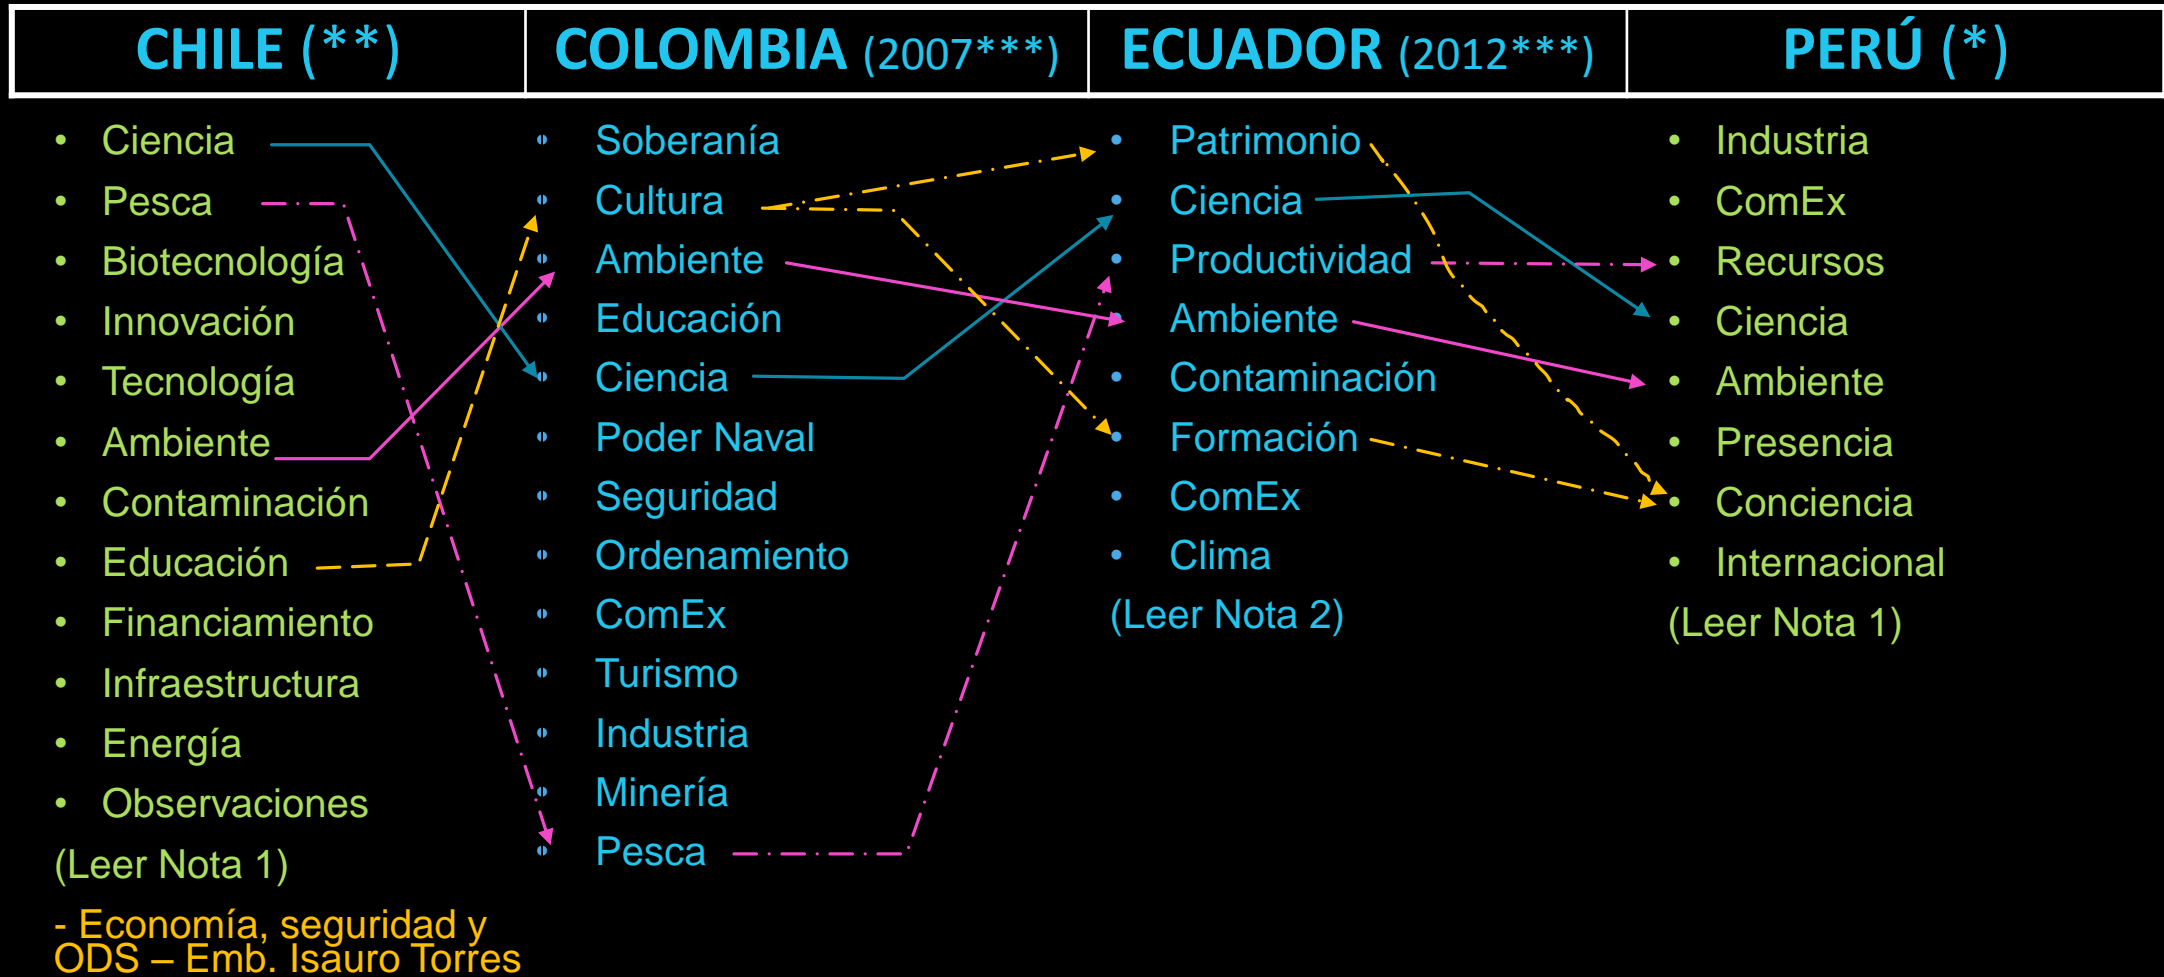 CHILE (**)
COLOMBIA (2007***)
ECUADOR (2012***)
PERÚ (*)
• Ciencia
• Pesca
• Biotecnología
• Innovación
• Tecnología
• Ambiente
• Contaminación
• Educación
• Financiamiento
• Infraestructura
• Energía
• Observaciones
(Leer Nota 1)
- Economía, seguridad y
ODS – Emb. Isauro Torres
• Soberanía
• Cultura
• Ambiente
• Educación
• Ciencia
• Poder Naval
• Seguridad
• Ordenamiento
• ComEx
• Turismo
• Industria
• Minería
• Pesca
• Patrimonio
• Ciencia
• Productividad
• Ambiente
• Contaminación
• Formación
• ComEx
• Clima
(Leer Nota 2)
• Industria
• ComEx
• Recursos
• Ciencia
• Ambiente
• Presencia
• Conciencia
• Internacional
(Leer Nota 1)